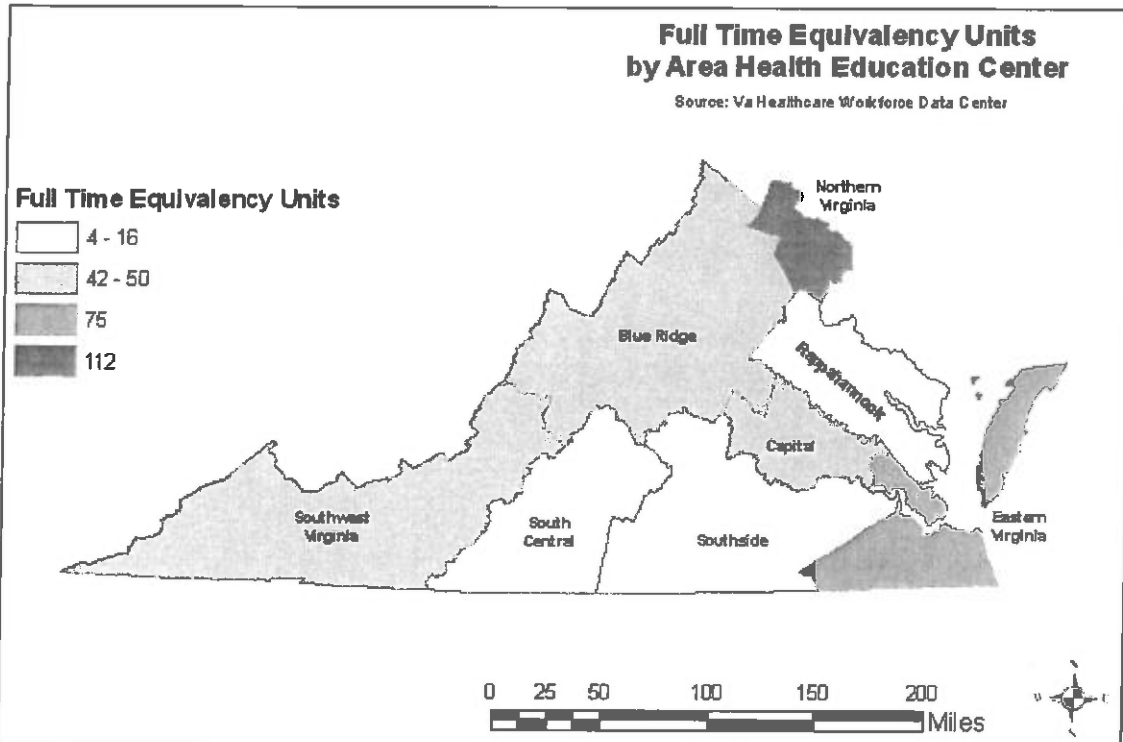 Full Time Equivalency Units
by Area Health Education Center
Source: Va Healthcare Workforce Data Center
Full Time Equivalency Units
4 - 16
42 - 50
75
112
Northern
Virginia
Blue Ridge
Rappahannock
Capital
Southwest
Virginia
South
Central
Southside
Eastern
Virginia
0 25 50 100 150 200
Miles